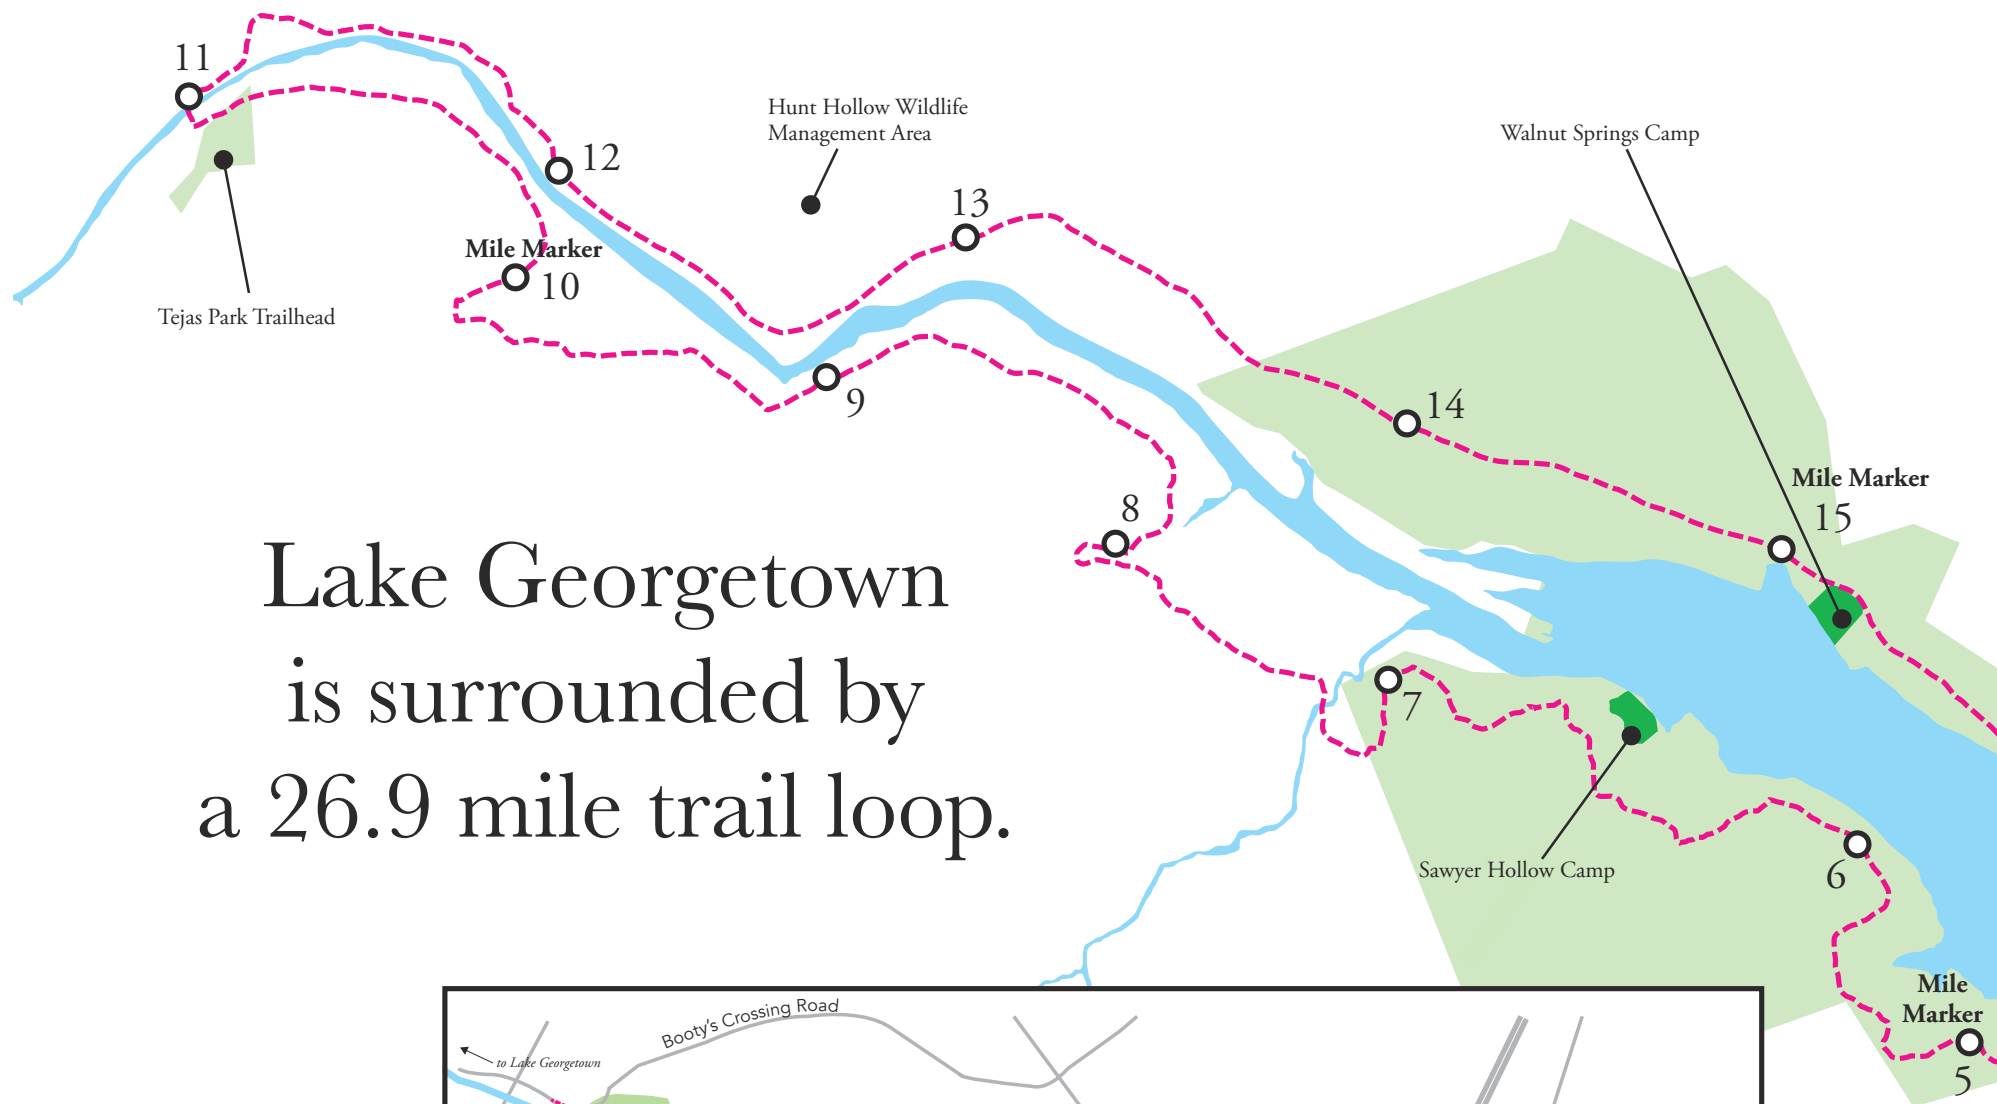 11
12
Hunt Hollow Wildlife
Management Area
Walnut Springs Camp
13
Mile Marker
10
Tejas Park Trailhead
9
14
Mile Marker
15
8
Lake Georgetown
is surrounded by
a 26.9 mile trail loop.
7
Sawyer Hollow Camp
6
Mile
Marker
5
Booty's Crossing Road
to Lake Georgetown